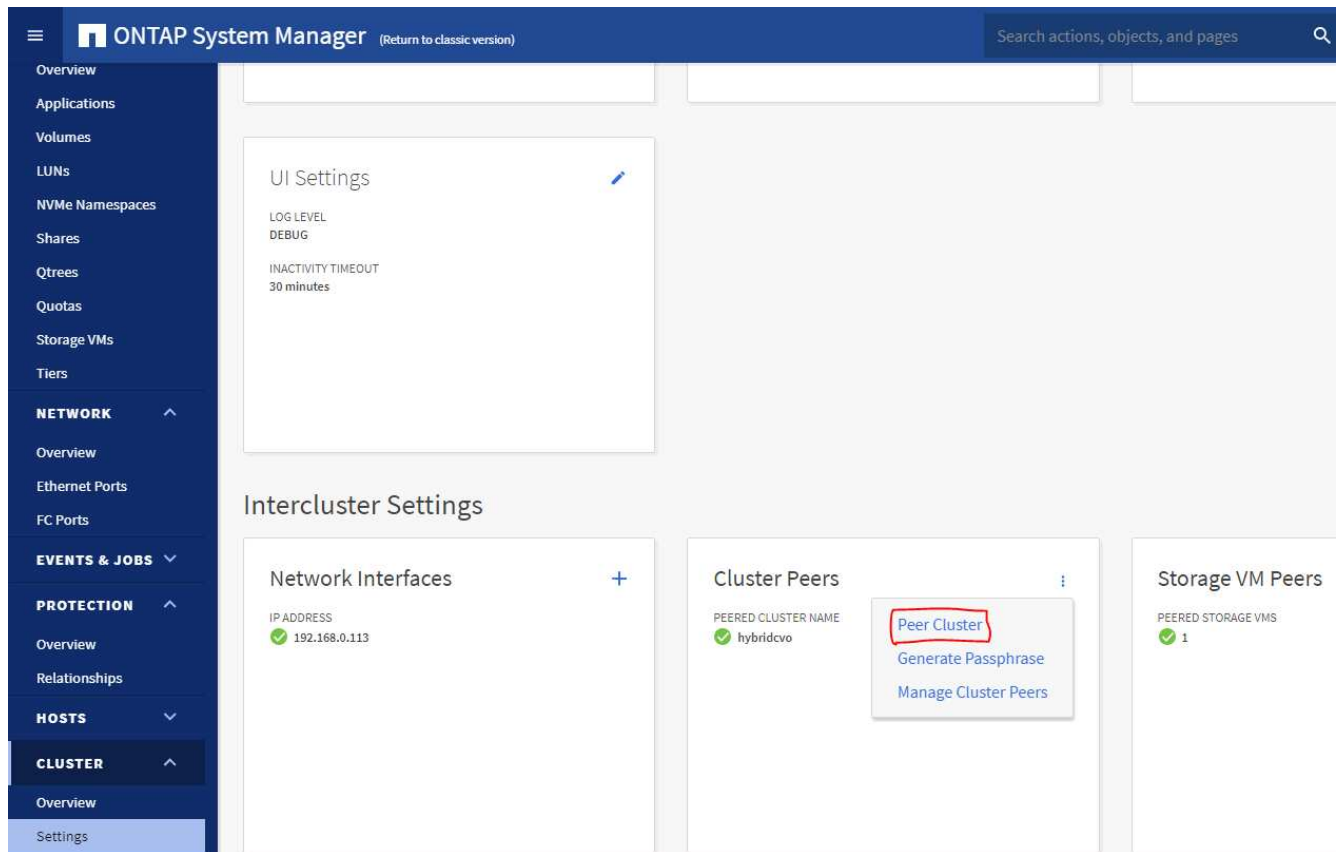 ONTAP System Manager (Return to classic version)
Search actions, objects, and pages
Overview
Applications
Volumes
LUNs
NVMe Namespaces
Shares
Qtrees
Quotas
Storage VMs
Tiers
NETWORK
Overview
Ethernet Ports
FC Ports
EVENTS & JOBS
PROTECTION
Overview
Relationships
HOSTS
CLUSTER
Overview
Settings
UI Settings
LOG LEVEL
DEBUG
INACTIVITY TIMEOUT
30 minutes
Intercluster Settings
Network Interfaces
IP ADDRESS
192.168.0.113
Cluster Peers
PEERED CLUSTER NAME
hybridcvo
Peer Cluster
Generate Passphrase
Manage Cluster Peers
Storage VM Peers
PEERED STORAGE VMS
1